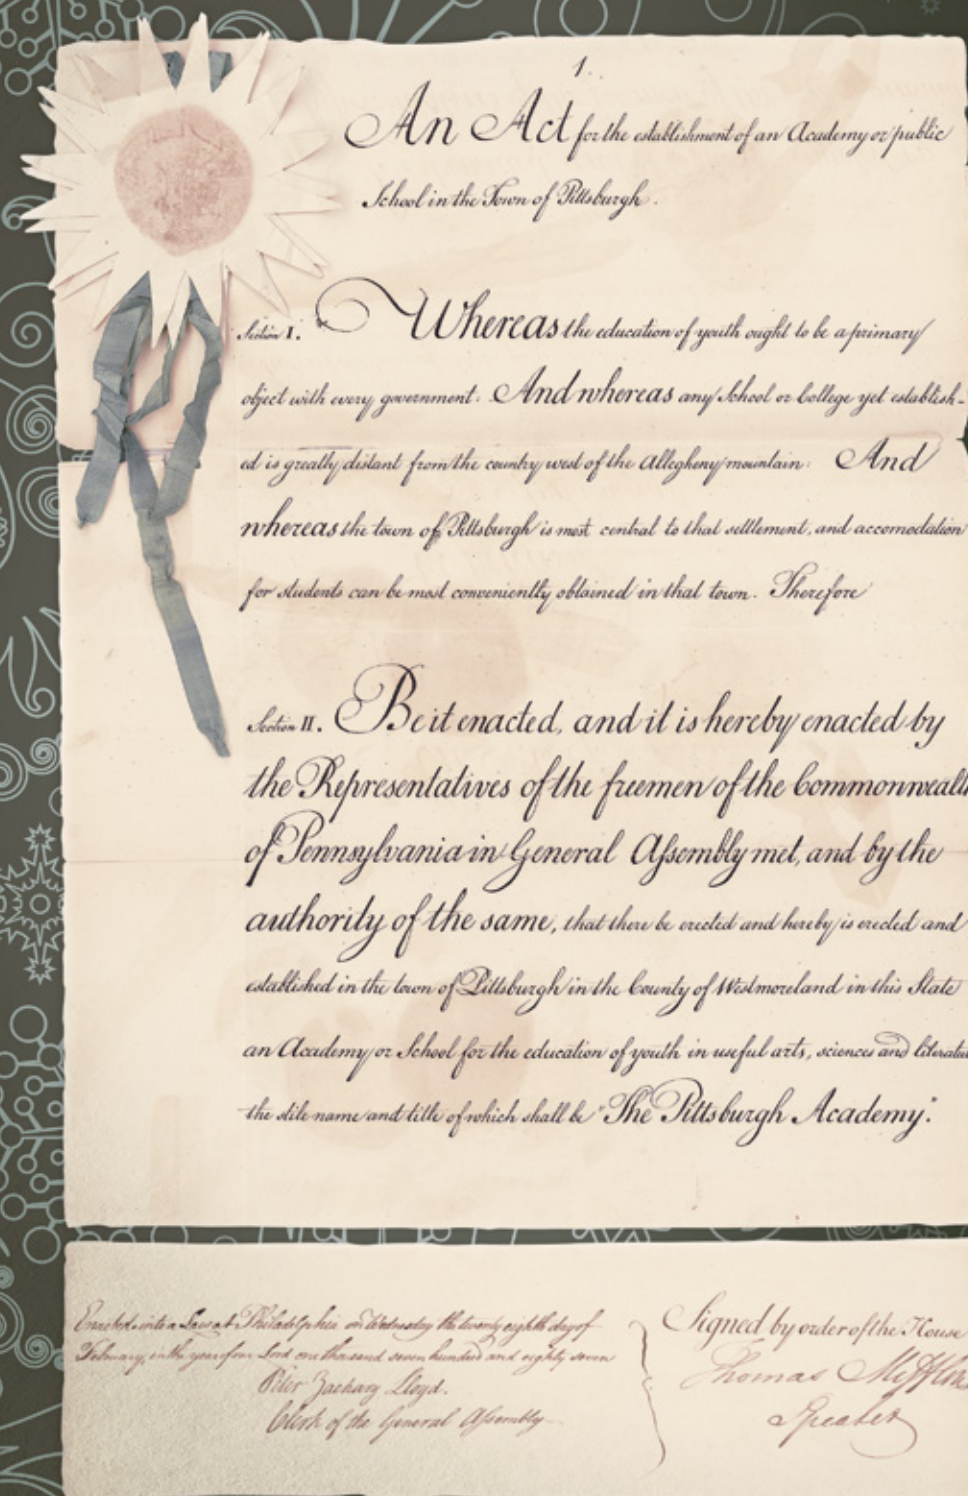 1.
An Act for the establishment of an Academy or public
School in the Town of Pittsburgh.
Section I. Whereas the education of youth ought to be a primary
object with every government. And whereas any School or College yet establish-
ed is greatly distant from the country west of the Allegheny mountain. And
whereas the town of Pittsburgh is most central to that settlement, and accomodation
for students can be most conveniently obtained in that town. Therefore
Section II. Be it enacted, and it is hereby enacted by
the Representatives of the freemen of the Commonwealth
of Pennsylvania in General Assembly met, and by the
authority of the same, that there be erected and hereby is erected and
established in the town of Pittsburgh in the County of Westmoreland in this State
an Academy or School for the education of youth in useful arts, sciences and literatu
the stile name and title of which shall be "The Pittsburgh Academy".
Enacted into a Law at Philadelphia on Wednesday the twenty eighth day of
February, in the year of our Lord one thousand seven hundred and eighty seven
Peter Zachary Lloyd.
Clerk of the General Assembly
Signed by order of the House
Thomas Mifflin
Speaker